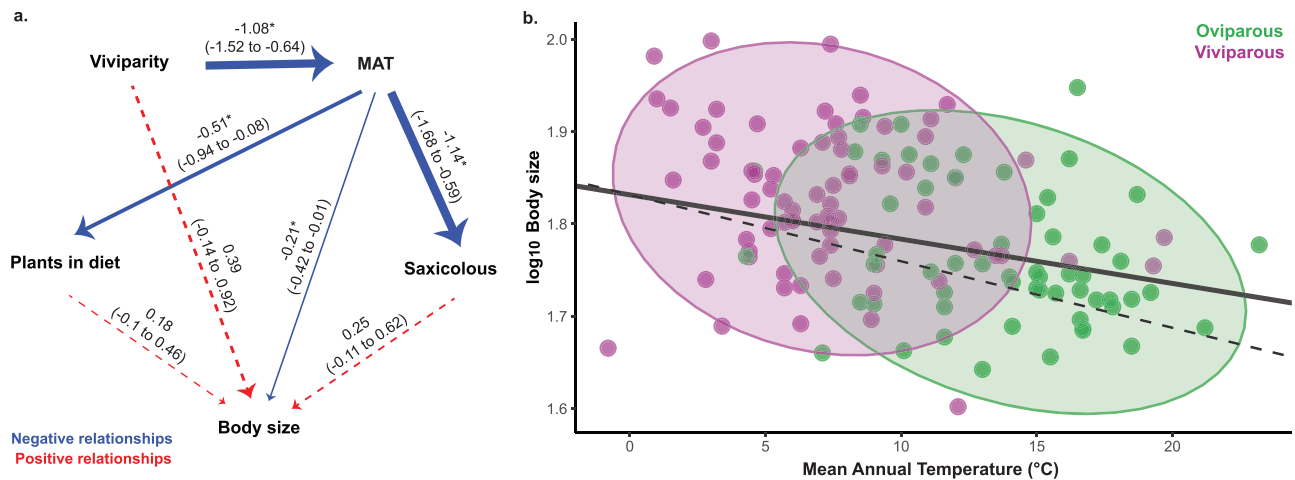 a.
-1.08*
(-1.52 to -0.64)
Viviparity
MAT
-0.51*
(-0.94 to -0.08)
-1.14*
(-1.68 to -0.59)
0.39
(-0.14 to 0.92)
-0.21*
(-0.42 to -0.01)
Plants in diet
Saxicolous
0.18
(-0.1 to 0.46)
0.25
(-0.11 to 0.62)
Body size
Negative relationships
Positive relationships
b.
Oviparous
Viviparous
log10 Body size
2.0
1.9
1.8
1.7
1.6
0 5 10 15 20
Mean Annual Temperature (°C)